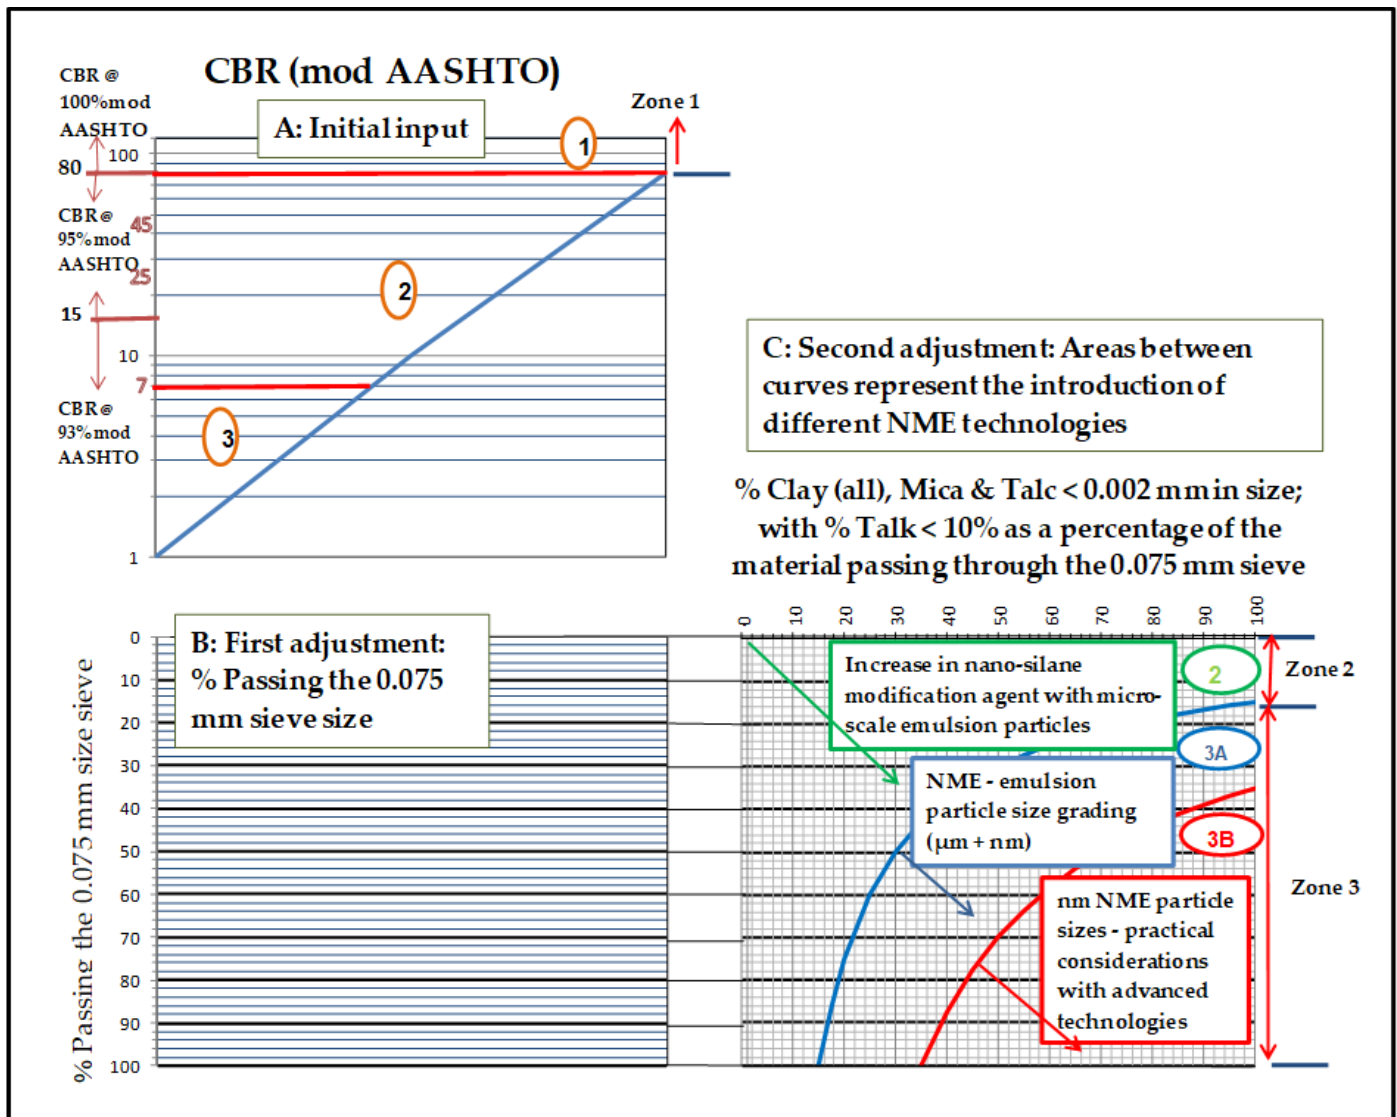 CBR (mod AASHTO)
CBR @
100%mod
AASHTO
A: Initial input
Zone 1
1
100
80
CBR @
95%mod
AASHTO
45
25
2
15
10
7
CBR @
93%mod
AASHTO
3
1
C: Second adjustment: Areas between
curves represent the introduction of
different NME technologies
% Clay (all), Mica & Talc < 0.002 mm in size;
with % Talk < 10% as a percentage of the
material passing through the 0.075 mm sieve
% Passing the 0.075 mm size sieve
0
10
20
30
40
50
60
70
80
90
100
B: First adjustment:
% Passing the 0.075
mm sieve size
0
10
20
30
40
50
60
70
80
90
100
Increase in nano-silane
modification agent with micro-
scale emulsion particles
2
Zone 2
3A
NME - emulsion
particle size grading
(µm + nm)
3B
nm NME particle
sizes - practical
considerations
with advanced
technologies
Zone 3